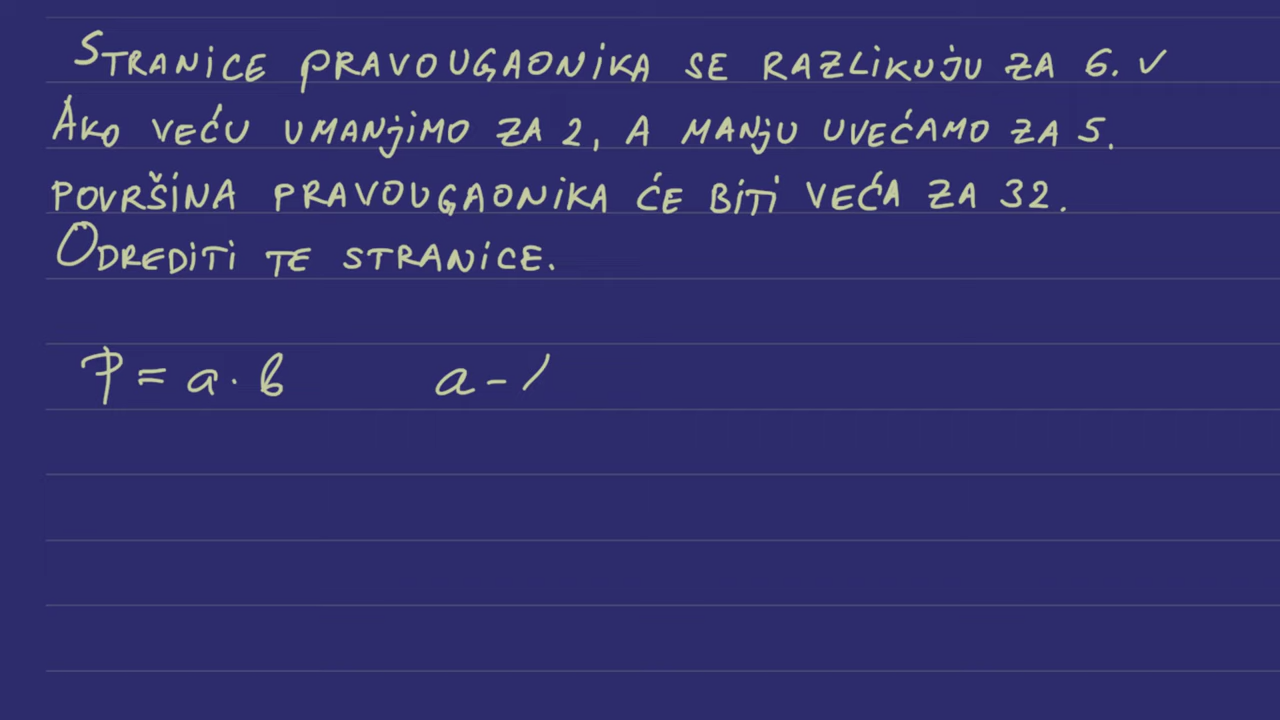 STRANICE PRAVOUGAONIKA SE RAZLIKUJU ZA 6. ✓
AKO VEĆU UMANJIMO ZA 2, A MANJU UVEĆAMO ZA 5.
POVRŠINA PRAVOUGAONIKA ĆE BITI VEĆA ZA 32.
ODREDITI TE STRANICE.
P = a · b a -